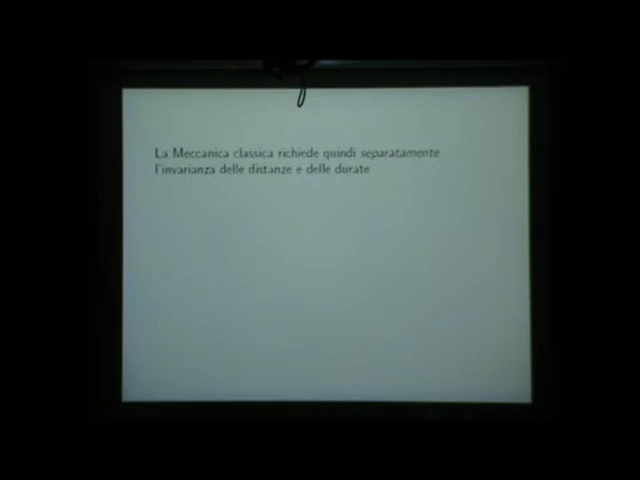 La Meccanica classica richiede quindi separatamente
l'invarianza delle distanze e delle durate